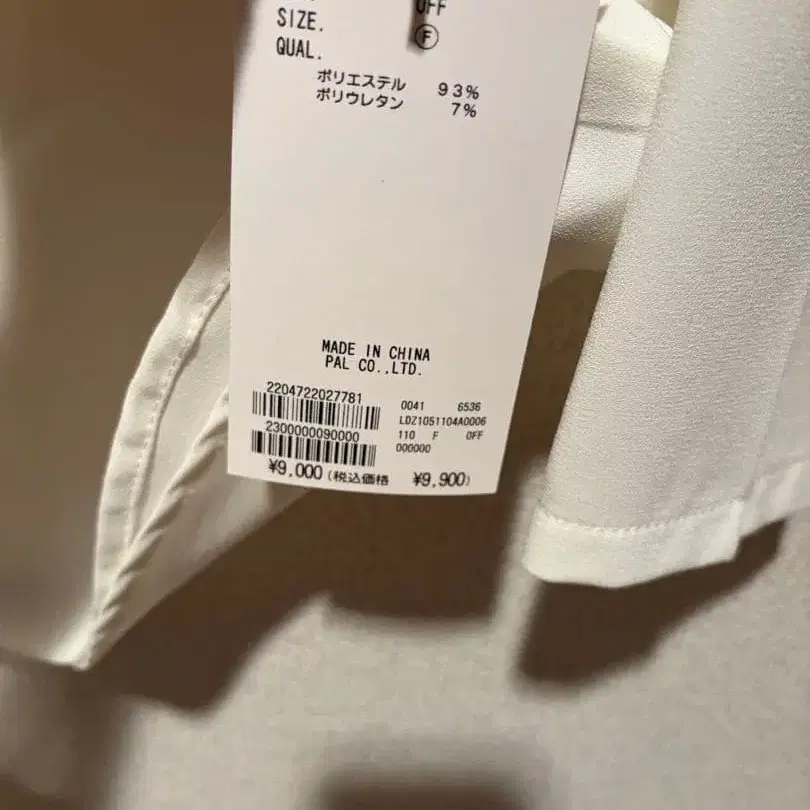 OFF
SIZE. Ⓕ
QUAL.
ポリエステル 93%
ポリウレタン 7%
MADE IN CHINA
PAL CO.,LTD.
2204722027781
0041 6536
LDZ1051104A0006
2300000090000
110 F OFF
000000
¥9,000(税込価格 ¥9,900)